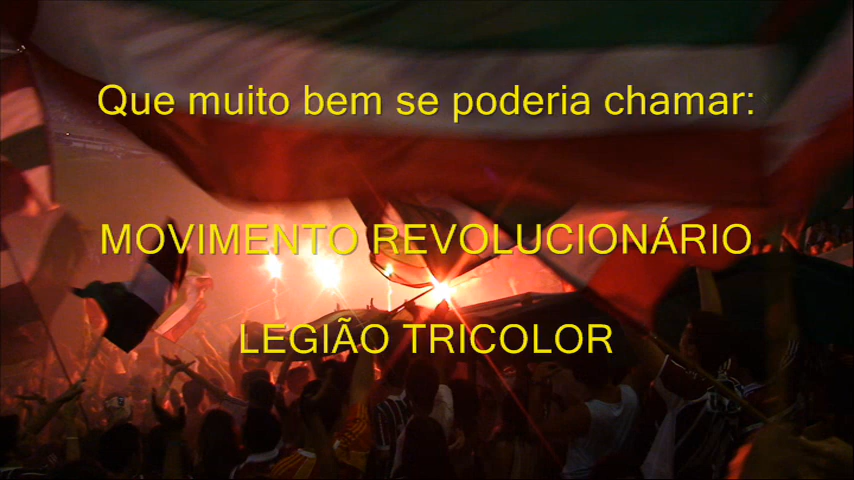 Que muito bem se poderia chamar:
MOVIMENTO REVOLUCIONÁRIO
LEGIÃO TRICOLOR